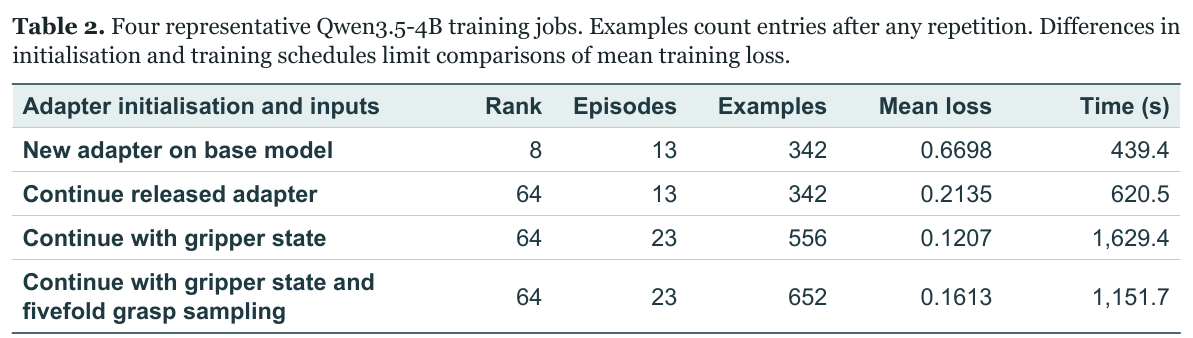 Table 2. Four representative Qwen3.5-4B training jobs. Examples count entries after any repetition. Differences in
initialisation and training schedules limit comparisons of mean training loss.
Adapter initialisation and inputs Rank Episodes Examples Mean loss Time (s)
New adapter on base model 8 13 342 0.6698 439.4
Continue released adapter 64 13 342 0.2135 620.5
Continue with gripper state 64 23 556 0.1207 1,629.4
Continue with gripper state and
fivefold grasp sampling 64 23 652 0.1613 1,151.7